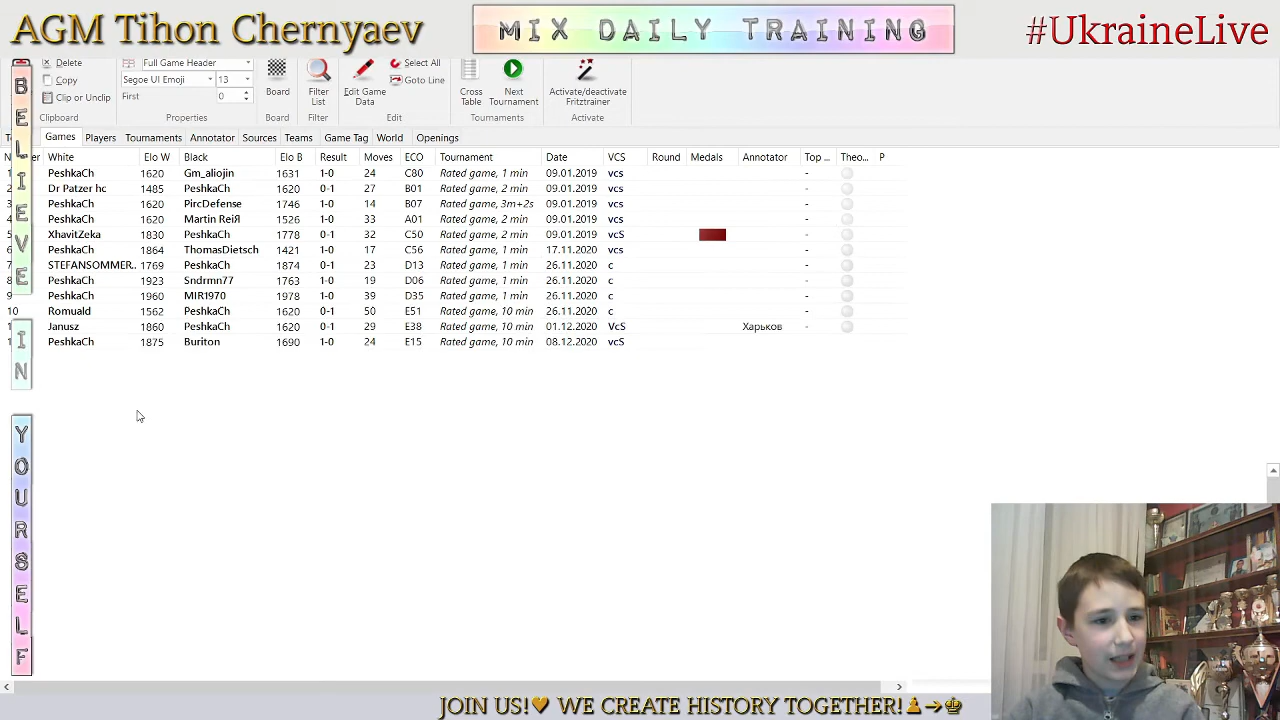 AGM Tihon Chernyaev
MIX DAILY TRAINING
#UkraineLive
BELIEVE IN YOURSELF
Delete
Copy
Clip or Unclip
Clipboard
Full Game Header
Segoe UI Emoji 13
First 0
Properties
Board
Board
Filter List
Filter
Edit Game Data
Select All
Goto Line
Edit
Cross Table
Next Tournament
Tournaments
Activate/deactivate Fritztrainer
Activate
Games Players Tournaments Annotator Sources Teams Game Tag World Openings
White Elo W Black Elo B Result Moves ECO Tournament Date VCS Round Medals Annotator Top ... Theo... P
PeshkaCh 1620 Gm_aliojin 1631 1-0 24 C80 Rated game, 1 min 09.01.2019 vcs -
Dr Patzer hc 1485 PeshkaCh 1620 0-1 27 B01 Rated game, 2 min 09.01.2019 vcs -
PeshkaCh 1620 PircDefense 1746 1-0 14 B07 Rated game, 3m+2s 09.01.2019 vcs -
PeshkaCh 1620 Martin ReiЯ 1526 1-0 33 A01 Rated game, 2 min 09.01.2019 vcs -
XhavitZeka 1830 PeshkaCh 1778 0-1 32 C50 Rated game, 2 min 09.01.2019 vcS -
PeshkaCh 1864 ThomasDietsch 1421 1-0 17 C56 Rated game, 1 min 17.11.2020 vcs -
STEFANSOMMER.. 1769 PeshkaCh 1874 0-1 23 D13 Rated game, 1 min 26.11.2020 c -
PeshkaCh 1923 Sndrmn77 1763 1-0 19 D06 Rated game, 1 min 26.11.2020 c -
9 PeshkaCh 1960 MIR1970 1978 1-0 39 D35 Rated game, 1 min 26.11.2020 c -
10 Romuald 1562 PeshkaCh 1620 0-1 50 E51 Rated game, 10 min 26.11.2020 c -
Janusz 1860 PeshkaCh 1620 0-1 29 E38 Rated game, 10 min 01.12.2020 VcS Харьков -
PeshkaCh 1875 Buriton 1690 1-0 24 E15 Rated game, 10 min 08.12.2020 vcS -
JOIN US!♥ WE CREATE HISTORY TOGETHER!♟→♚